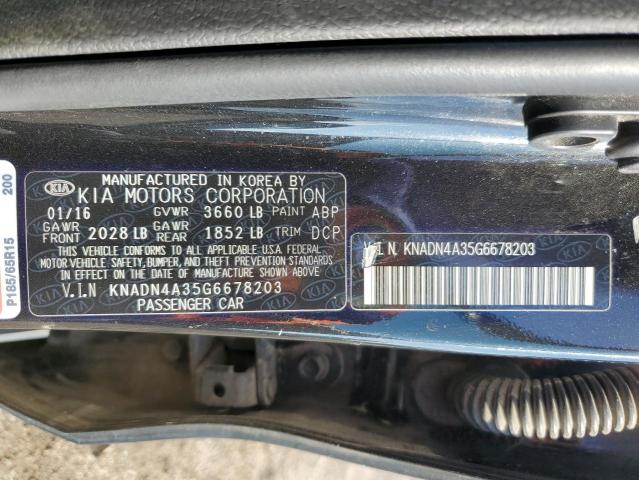 MANUFACTURED IN KOREA BY
KIA KIA MOTORS CORPORATION
01/16 GVWR 3660 LB PAINT ABP
GAWR GAWR
FRONT 2028 LB REAR 1852 LB TRIM DCP
THIS VEHICLE CONFORMS TO ALL APPLICABLE FEDERAL
MOTOR VEHICLE SAFETY, BUMPER, AND THEFT PREVENTION STANDARDS
IN EFFECT ON THE DATE OF MANUFACTURE SHOWN ABOVE.
V.I.N KNADN4A35G6678203
PASSENGER CAR
V.I.N. KNADN4A35G6678203
P185/65R15
200